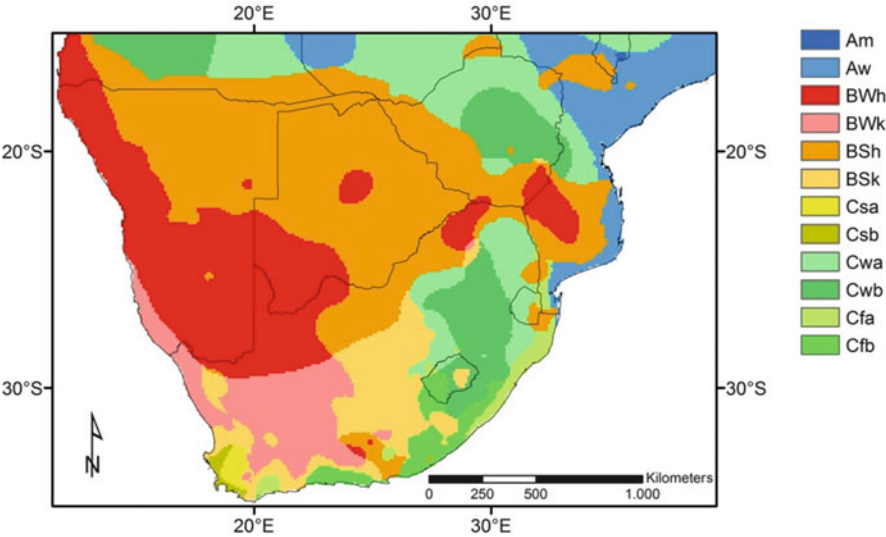 20°E 30°E
20°S 20°S
30°S 30°S
20°E 30°E
N
Kilometers
0 250 500 1.000
Am
Aw
BWh
BWk
BSh
BSk
Csa
Csb
Cwa
Cwb
Cfa
Cfb